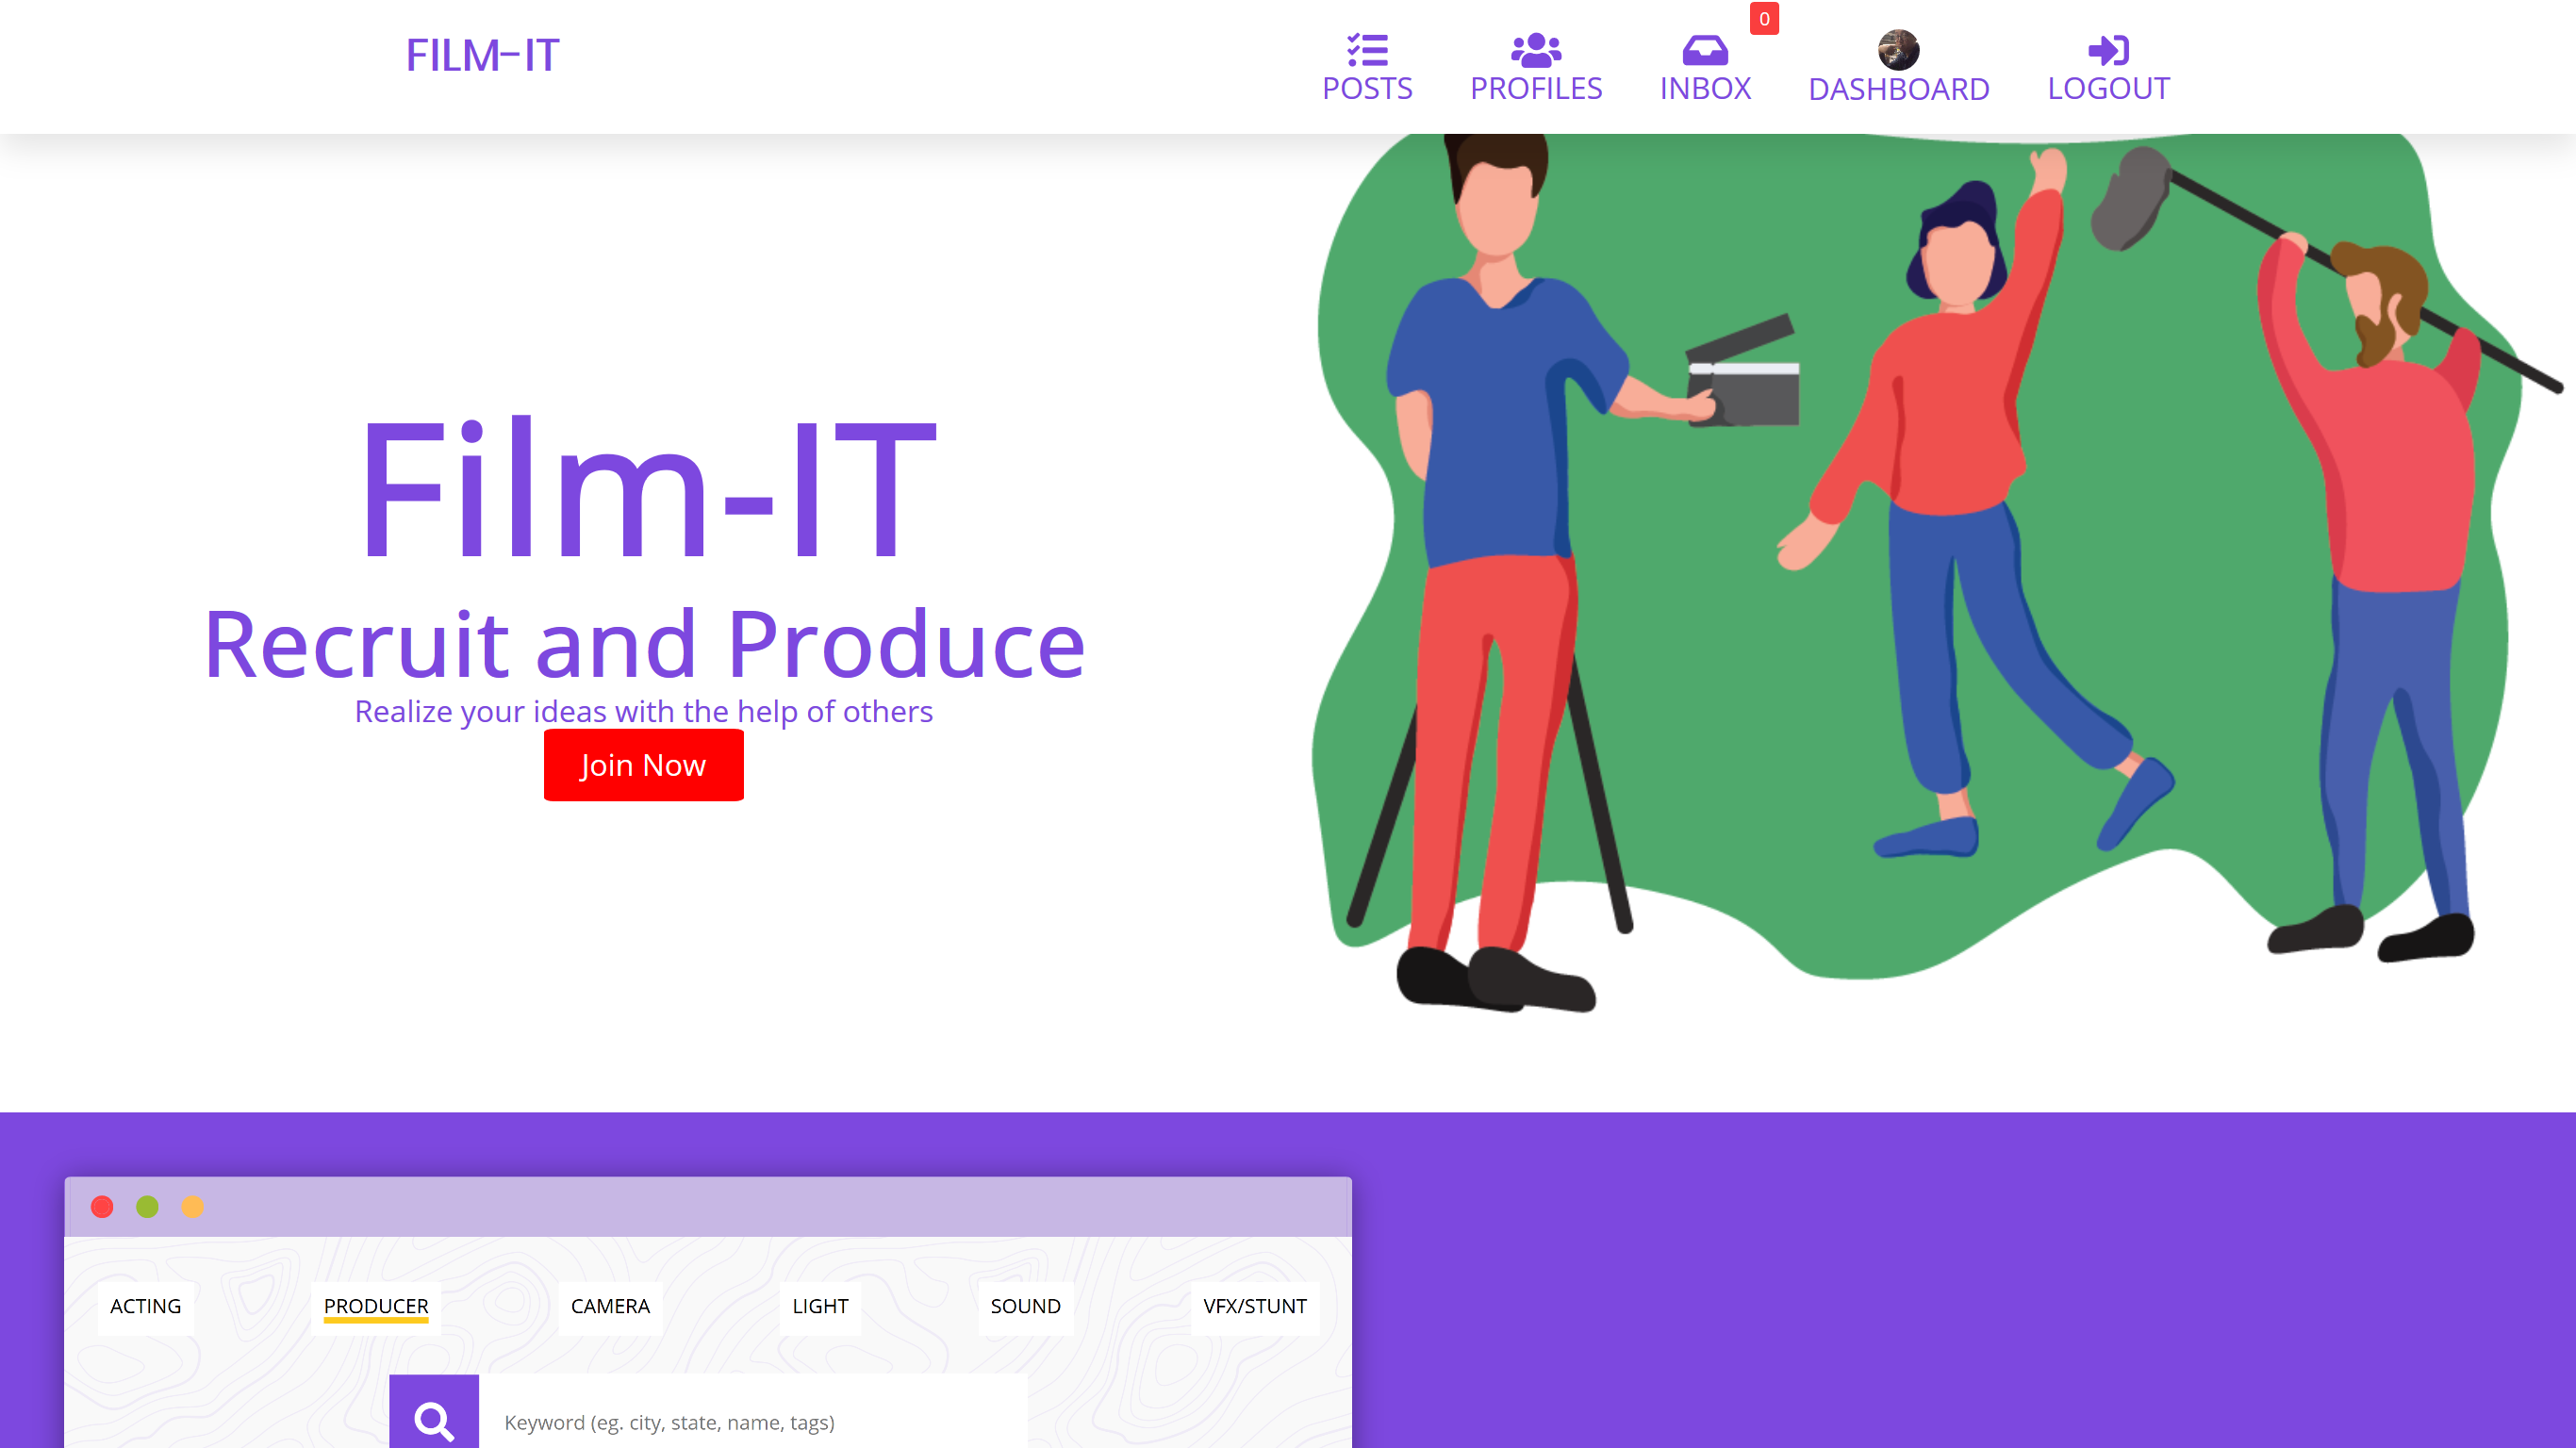 FILM-IT
0
POSTS PROFILES INBOX DASHBOARD LOGOUT
Film-IT
Recruit and Produce
Realize your ideas with the help of others
Join Now
ACTING PRODUCER CAMERA LIGHT SOUND VFX/STUNT
Keyword (eg. city, state, name, tags)